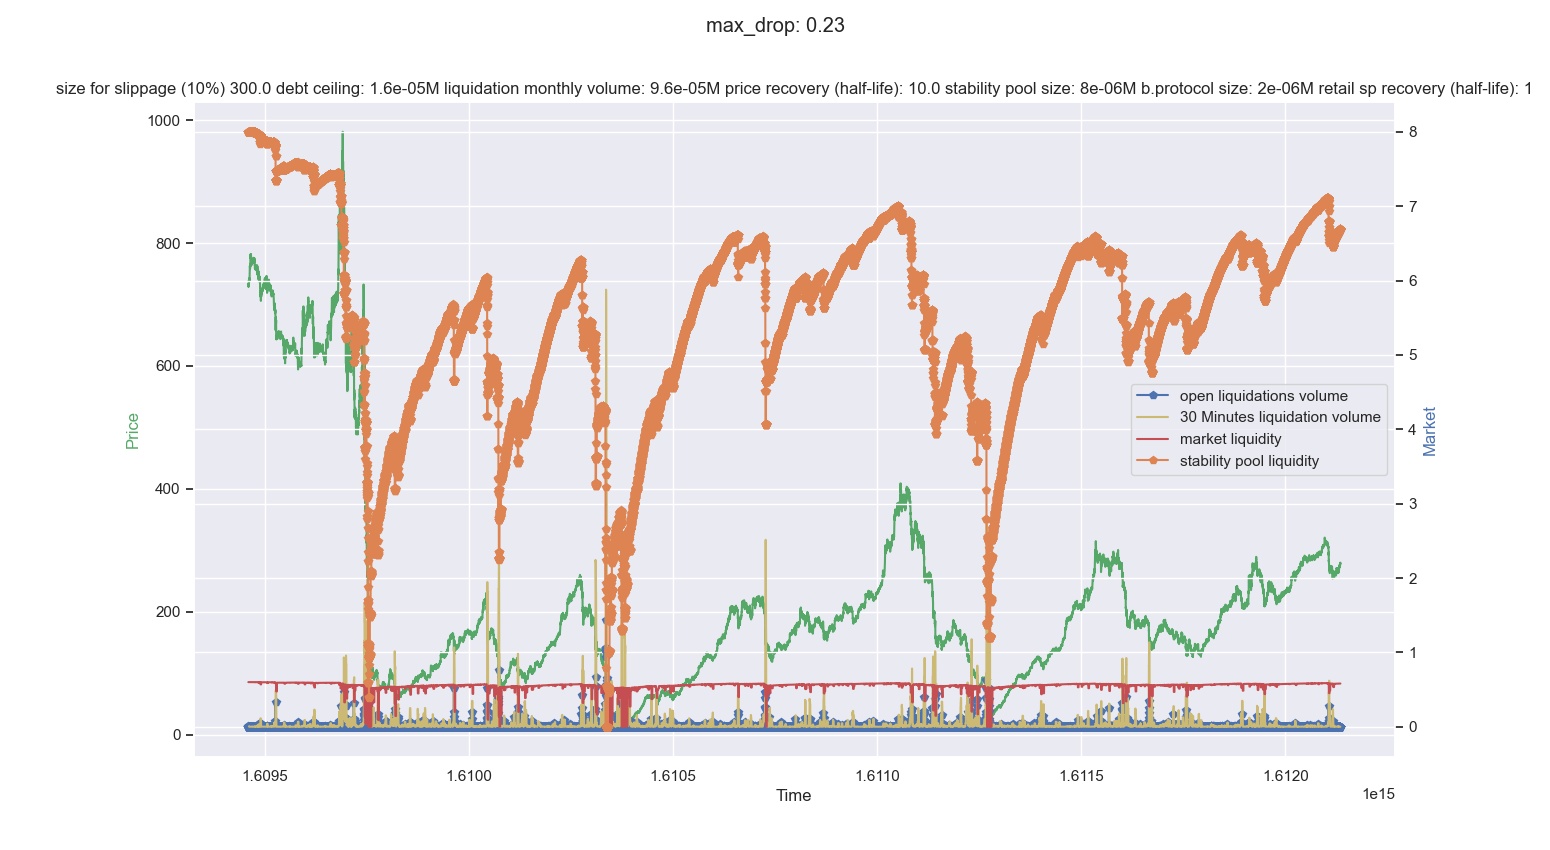 max_drop: 0.23
size for slippage (10%) 300.0 debt ceiling: 1.6e-05M liquidation monthly volume: 9.6e-05M price recovery (half-life): 10.0 stability pool size: 8e-06M b.protocol size: 2e-06M retail sp recovery (half-life): 1
1000
800
600
400
200
0
Price
8
7
6
5
4
3
2
1
0
Market
open liquidations volume
30 Minutes liquidation volume
market liquidity
stability pool liquidity
1.6095 1.6100 1.6105 1.6110 1.6115 1.6120
Time
1e15